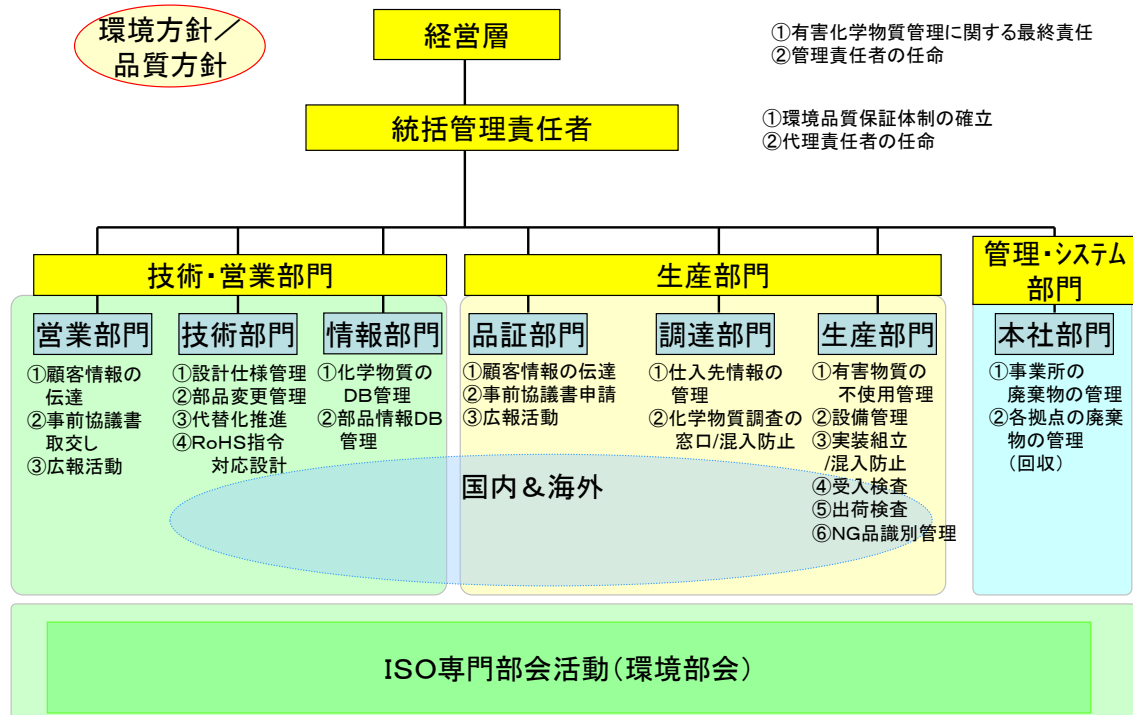 環境方針／
品質方針
経営層
①有害化学物質管理に関する最終責任
②管理責任者の任命
統括管理責任者
①環境品質保証体制の確立
②代理責任者の任命
技術・営業部門
生産部門
管理・システム
部門
営業部門
①顧客情報の
伝達
②事前協議書
取交し
③広報活動
技術部門
①設計仕様管理
②部品変更管理
③代替化推進
④RoHS指令
対応設計
情報部門
①化学物質の
DB管理
②部品情報DB
管理
品証部門
①顧客情報の伝達
②事前協議書申請
③広報活動
調達部門
①仕入先情報の
管理
②化学物質調査の
窓口/混入防止
生産部門
①有害物質の
不使用管理
②設備管理
③実装組立
/混入防止
④受入検査
⑤出荷検査
⑥NG品識別管理
本社部門
①事業所の
廃棄物の管理
②各拠点の廃棄
物の管理
（回収）
国内＆海外
ISO専門部会活動（環境部会）